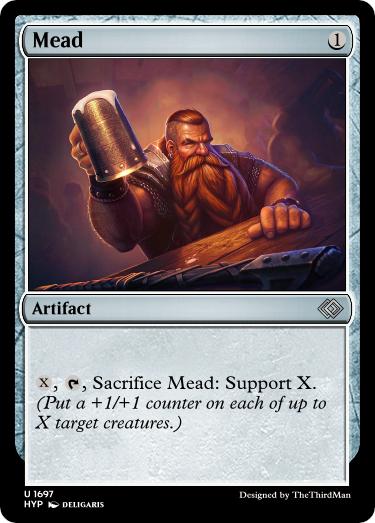 Mead 1
Artifact
X, , Sacrifice Mead: Support X.
(Put a +1/+1 counter on each of up to
X target creatures.)
U 1697
HYP DELIGARIS
Designed by TheThirdMan